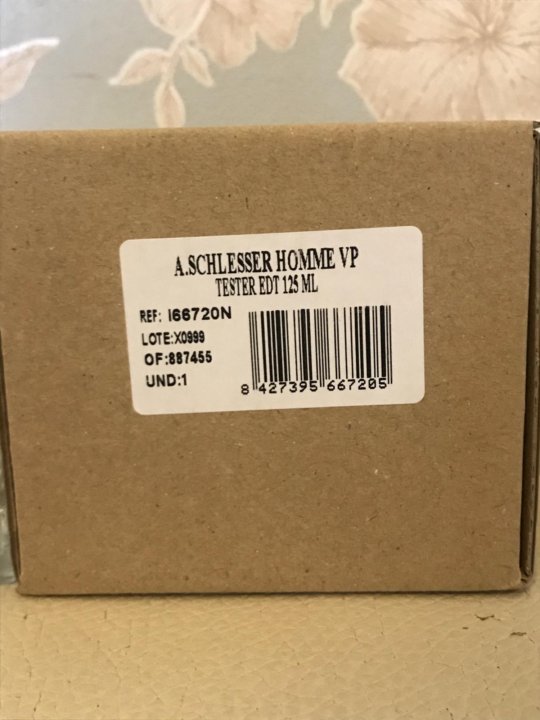 A.SCHLESSER HOMME VP
TESTER EDT 125 ML
REF: I66720N
LOTE:X0999
OF:887455
UND:1
8 427395 667205